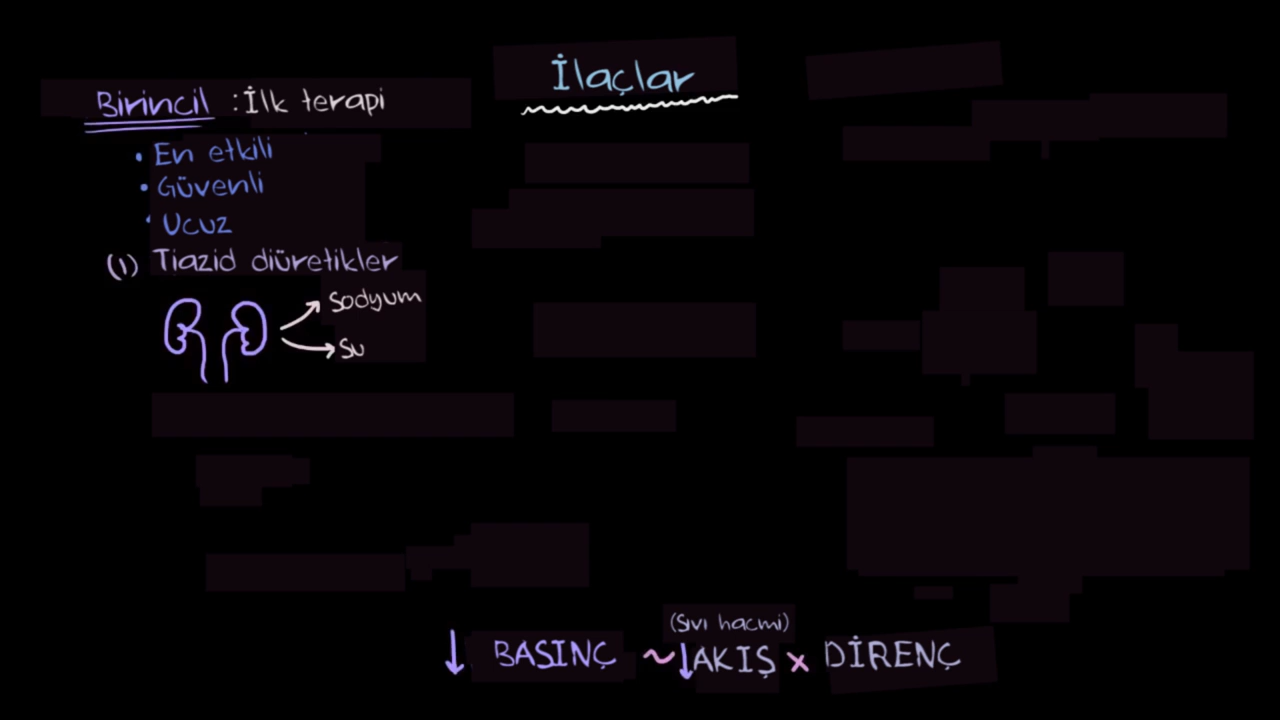 İlaçlar
Birincil : İlk terapi
• En etkili
• Güvenli
• Ucuz
(1) Tiazid diüretikler
Sodyum
Su
(Sıvı hacmi)
↓ BASINÇ ~ ↓AKIŞ x DİRENÇ